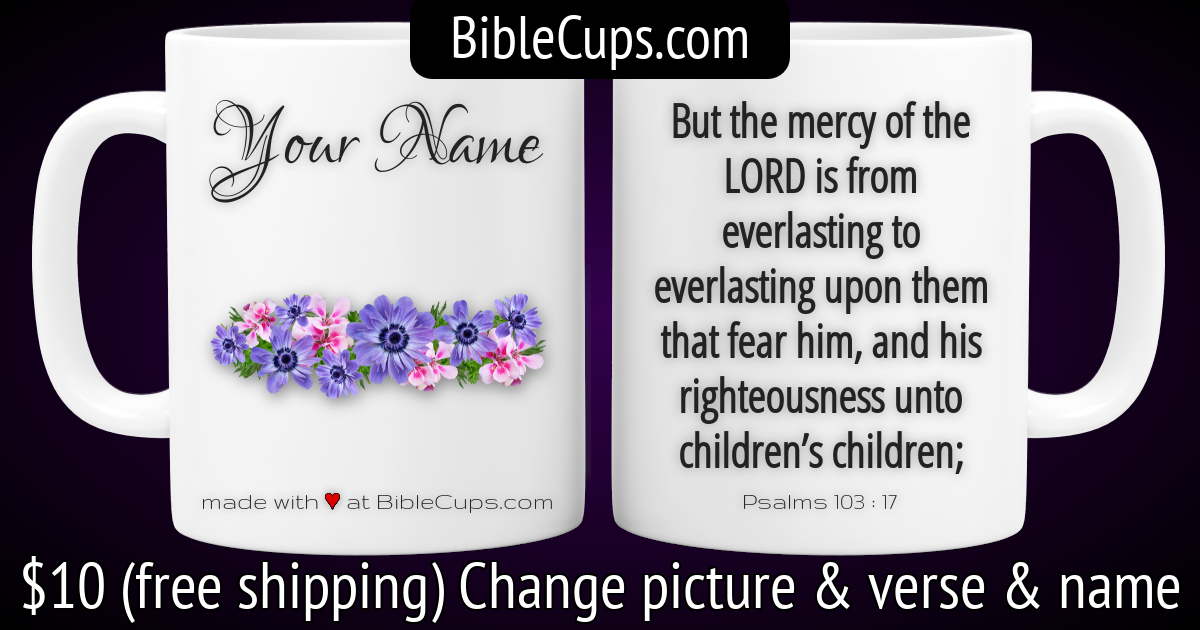 BibleCups.com
Your Name
made with ♥ at BibleCups.com
But the mercy of the
LORD is from
everlasting to
everlasting upon them
that fear him, and his
righteousness unto
children’s children;
Psalms 103 : 17
$10 (free shipping) Change picture & verse & name